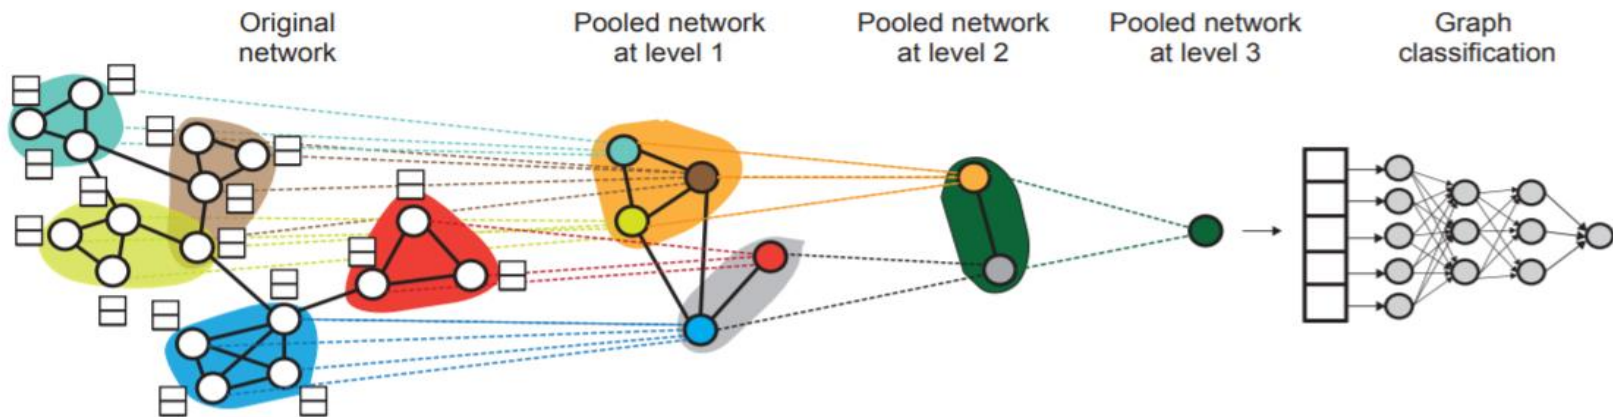 Original
network
Pooled network
at level 1
Pooled network
at level 2
Pooled network
at level 3
Graph
classification